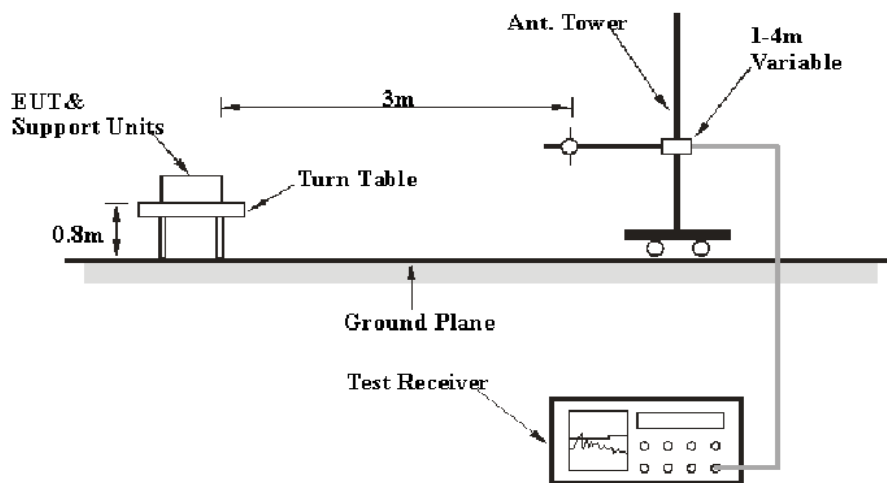 Ant. Tower
1-4m
Variable
3m
EUT&
Support Units
Turn Table
0.8m
Ground Plane
Test Receiver